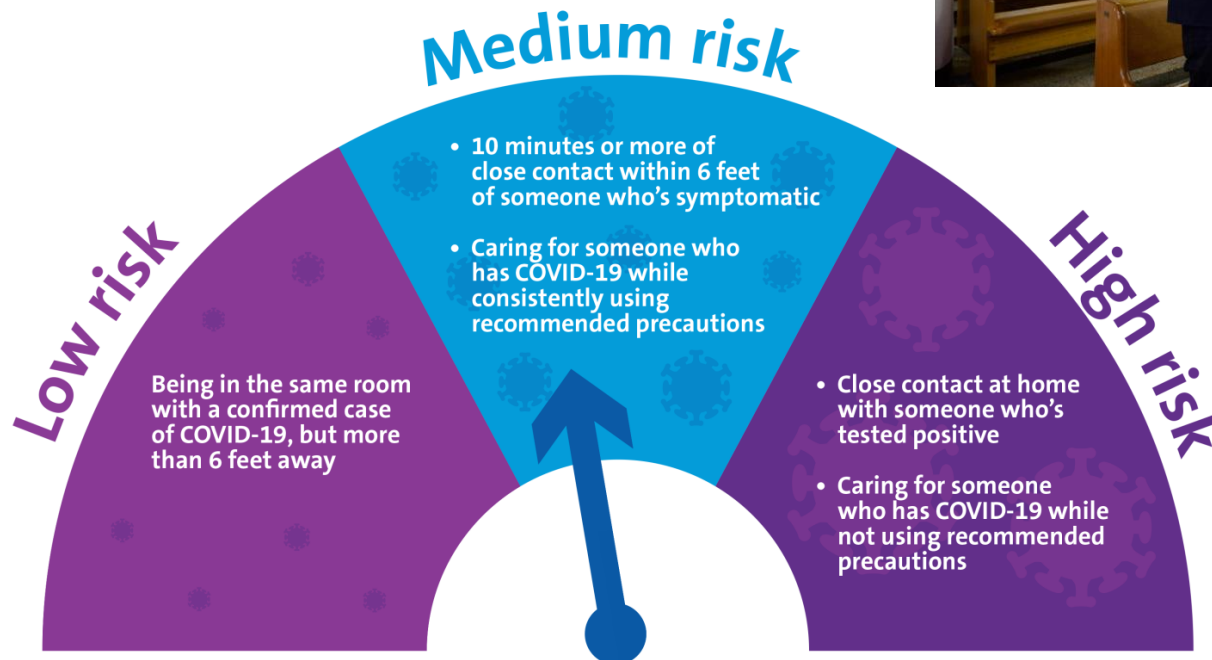 Medium risk
• 10 minutes or more of
close contact within 6 feet
of someone who’s symptomatic
• Caring for someone who
has COVID-19 while
consistently using
recommended precautions
Low risk
Being in the same room
with a confirmed case
of COVID-19, but more
than 6 feet away
High risk
• Close contact at home
with someone who’s
tested positive
• Caring for someone
who has COVID-19 while
not using recommended
precautions